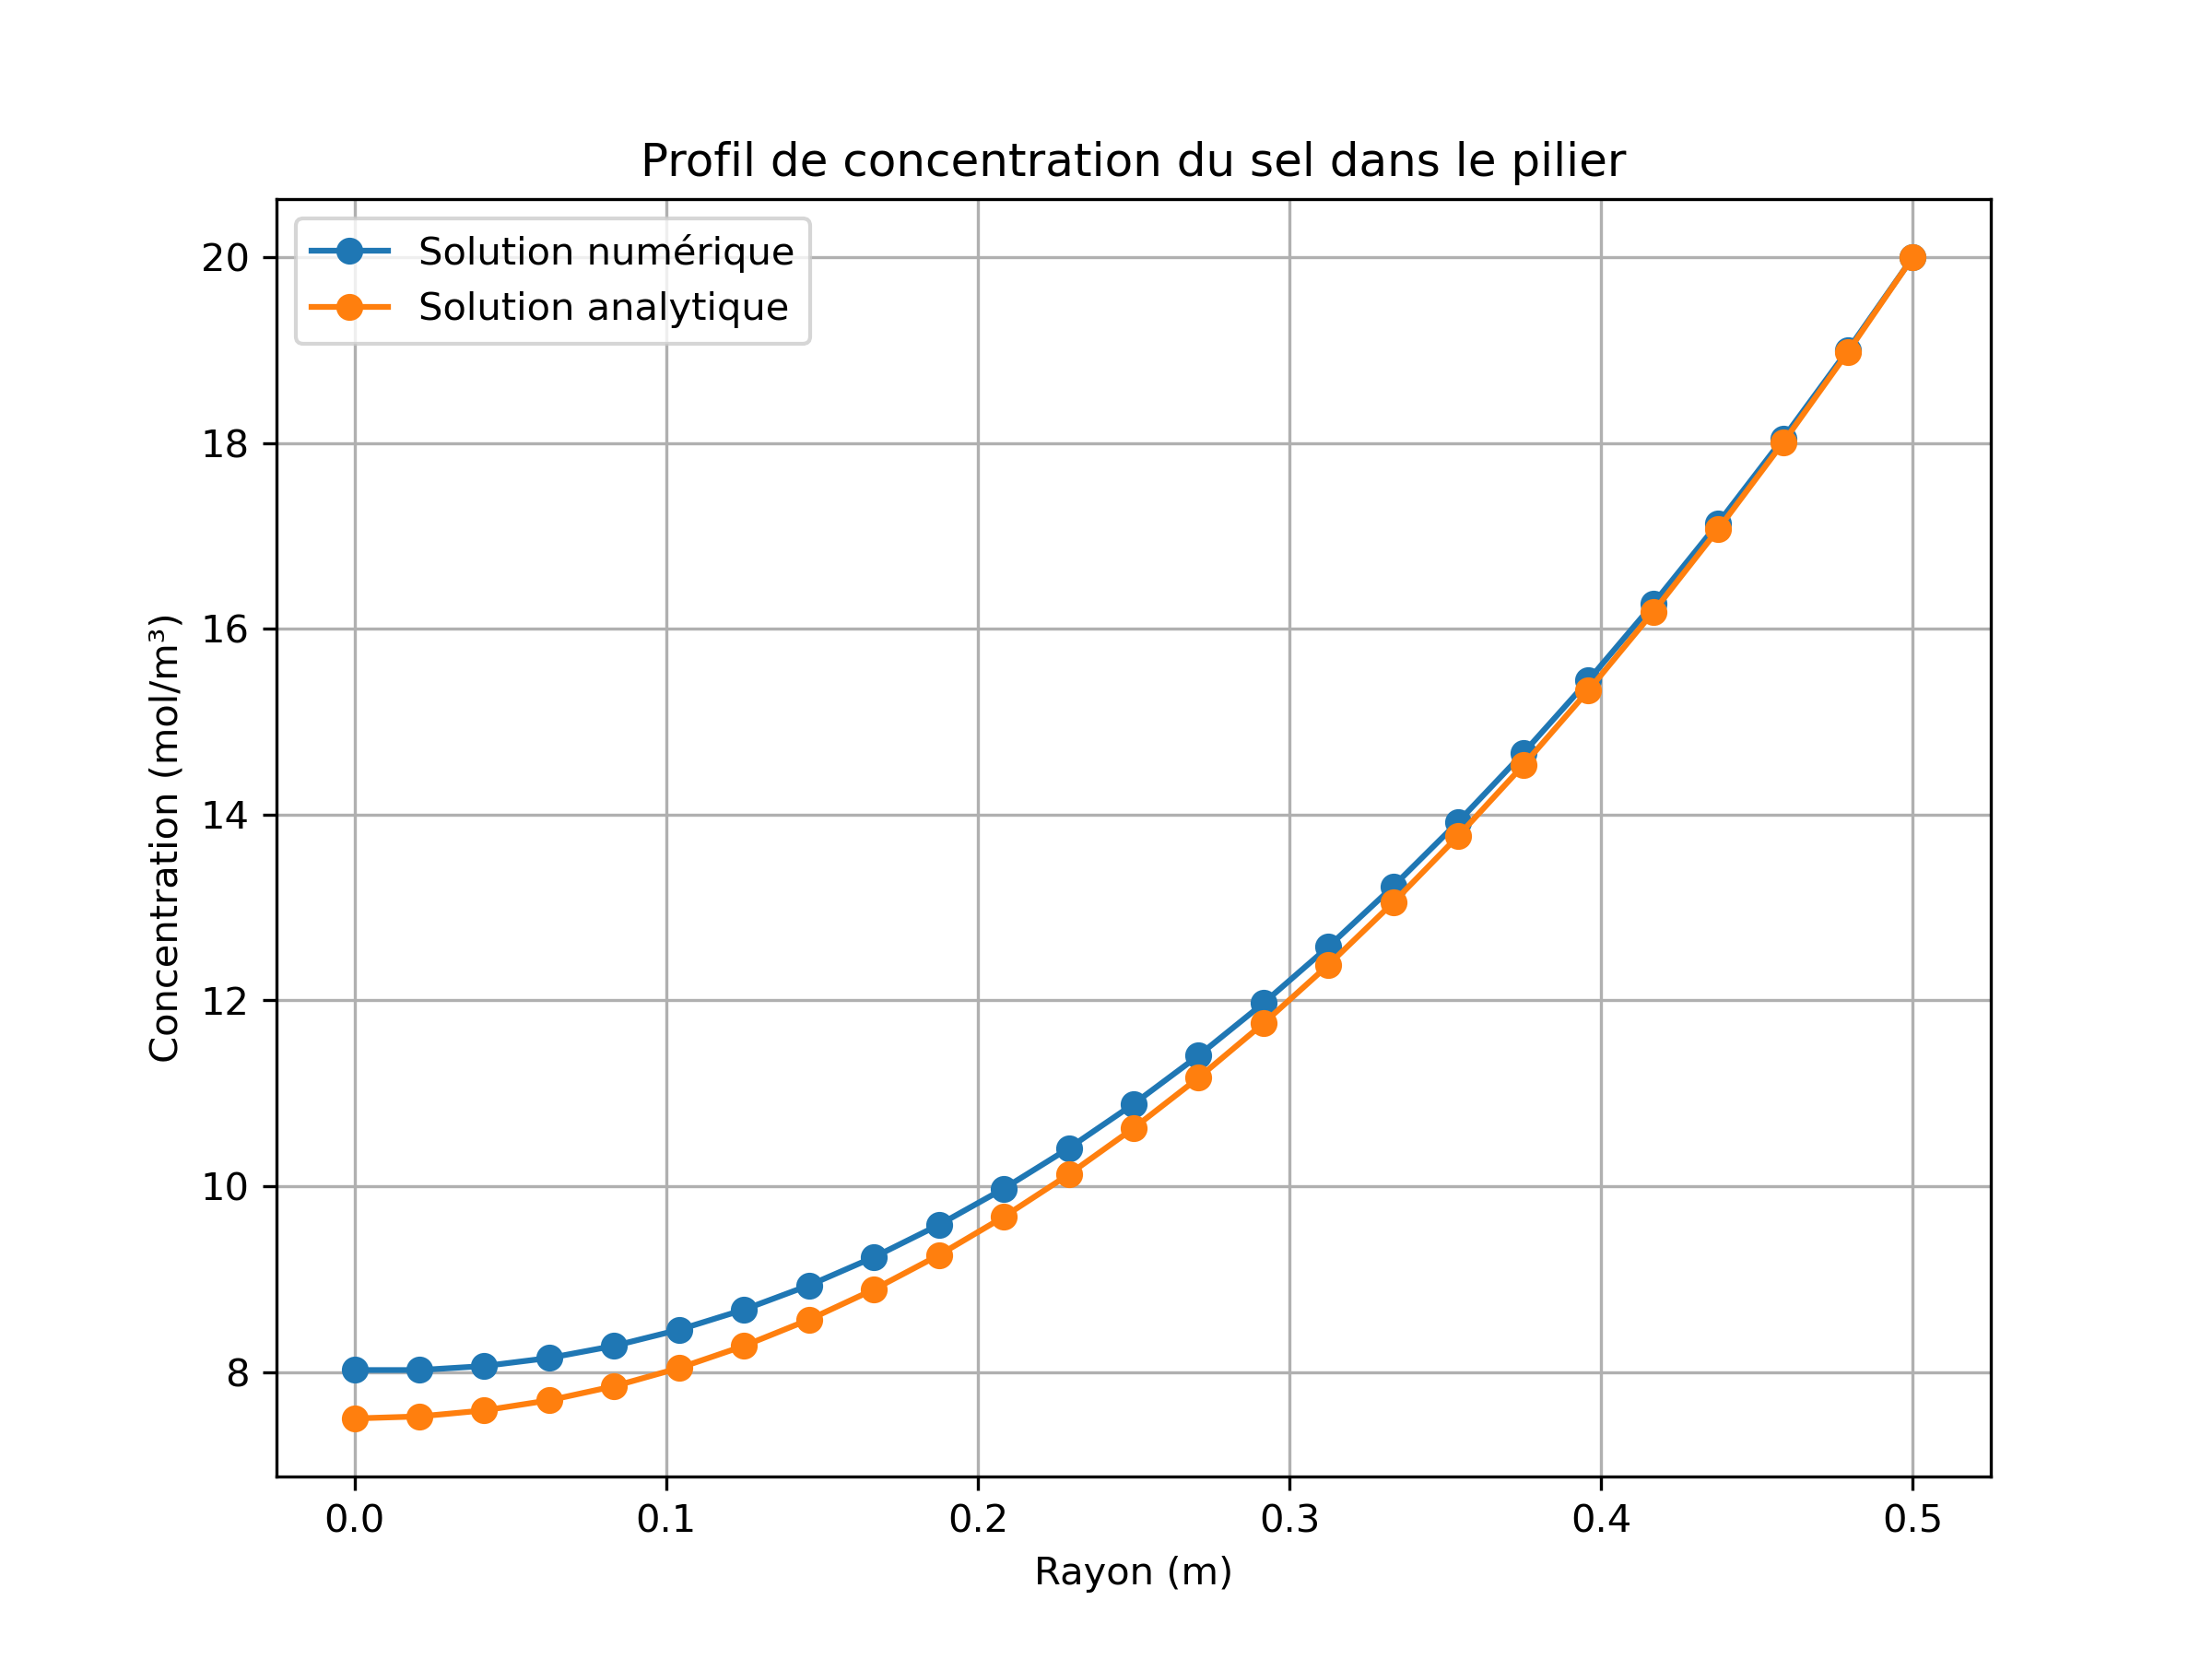 Profil de concentration du sel dans le pilier
Solution numérique
Solution analytique
Concentration (mol/m³)
20
18
16
14
12
10
8
0.0 0.1 0.2 0.3 0.4 0.5
Rayon (m)